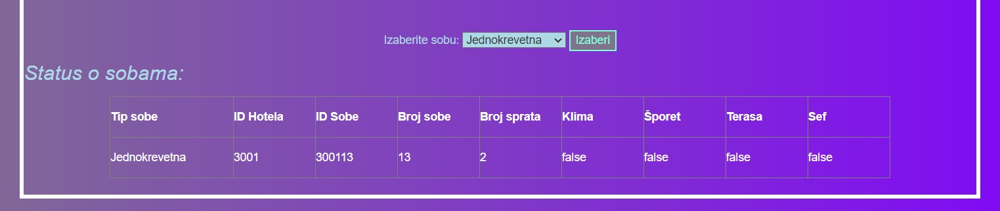 Izaberite sobu: Jednokrevetna Izaberi
Status o sobama:
Tip sobe ID Hotela ID Sobe Broj sobe Broj sprata Klima Šporet Terasa Sef
Jednokrevetna 3001 300113 13 2 false false false false